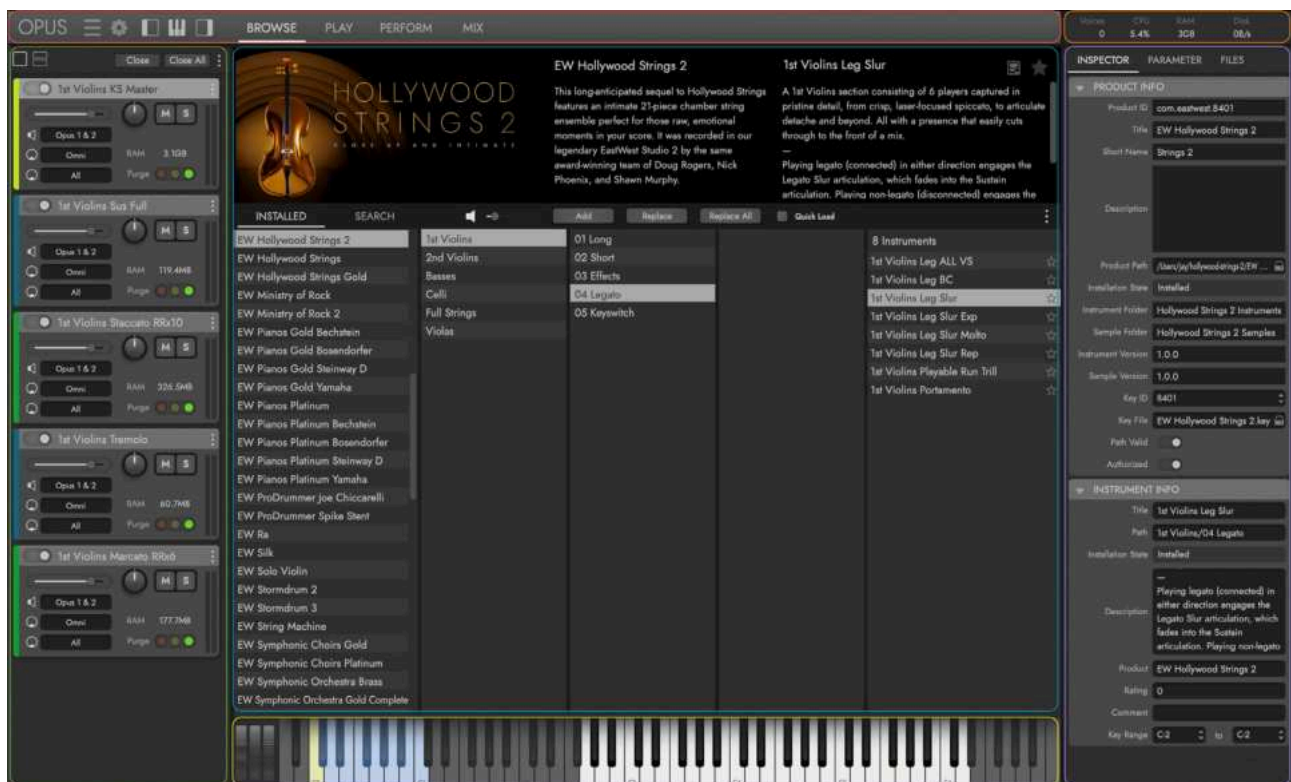 OPUS
BROWSE PLAY PERFORM MIX
Voices CPU RAM Disk
0 5.4% 3GB 0B/s
Close Close All
1st Violins KS Master
M S
Opus 1 & 2
Omni RAM 3.1GB
All Purge
1st Violins Sus Full
M S
Opus 1 & 2
Omni RAM 119.4MB
All Purge
1st Violins Staccato RRx10
M S
Opus 1 & 2
Omni RAM 326.5MB
All Purge
1st Violins Tremolo
M S
Opus 1 & 2
Omni RAM 60.7MB
All Purge
1st Violins Marcato RRx6
M S
Opus 1 & 2
Omni RAM 177.7MB
All Purge
HOLLYWOOD
STRINGS 2
CLOSE UP AND INTIMATE
EW Hollywood Strings 2
This long-anticipated sequel to Hollywood Strings
features an intimate 21-piece chamber string
ensemble perfect for those raw, emotional
moments in your score. It was recorded in our
legendary EastWest Studio 2 by the same
award-winning team of Doug Rogers, Nick
Phoenix, and Shawn Murphy.
1st Violins Leg Slur
A 1st Violins section consisting of 6 players captured in
pristine detail, from crisp, laser-focused spiccato, to articulate
detache and beyond. All with a presence that easily cuts
through to the front of a mix.
—
Playing legato (connected) in either direction engages the
Legato Slur articulation, which fades into the Sustain
articulation. Playing non-legato (disconnected) engages the
INSTALLED SEARCH
Add Replace Replace All Quick Load
EW Hollywood Strings 2
EW Hollywood Strings
EW Hollywood Strings Gold
EW Ministry of Rock
EW Ministry of Rock 2
EW Pianos Gold Bechstein
EW Pianos Gold Bosendorfer
EW Pianos Gold Steinway D
EW Pianos Gold Yamaha
EW Pianos Platinum
EW Pianos Platinum Bechstein
EW Pianos Platinum Bosendorfer
EW Pianos Platinum Steinway D
EW Pianos Platinum Yamaha
EW ProDrummer Joe Chiccarelli
EW ProDrummer Spike Stent
EW Ra
EW Silk
EW Solo Violin
EW Stormdrum 2
EW Stormdrum 3
EW String Machine
EW Symphonic Choirs Gold
EW Symphonic Choirs Platinum
EW Symphonic Orchestra Brass
EW Symphonic Orchestra Gold Complete
1st Violins
2nd Violins
Basses
Celli
Full Strings
Violas
01 Long
02 Short
03 Effects
04 Legato
05 Keyswitch
8 Instruments
1st Violins Leg ALL VS
1st Violins Leg BC
1st Violins Leg Slur
1st Violins Leg Slur Exp
1st Violins Leg Slur Molto
1st Violins Leg Slur Rep
1st Violins Playable Run Trill
1st Violins Portamento
INSPECTOR PARAMETER FILES
PRODUCT INFO
Product ID com.eastwest.8401
Title EW Hollywood Strings 2
Short Name Strings 2
Description
Product Path /Users/jay/hollywood-strings-2/EW ...
Installation State Installed
Instrument Folder Hollywood Strings 2 Instruments
Sample Folder Hollywood Strings 2 Samples
Instrument Version 1.0.0
Sample Version 1.0.0
Key ID 8401
Key File EW Hollywood Strings 2.key
Path Valid
Authorized
INSTRUMENT INFO
Title 1st Violins Leg Slur
Path 1st Violins/04 Legato
Installation State Installed
Description
—
Playing legato (connected) in
either direction engages the
Legato Slur articulation, which
fades into the Sustain
articulation. Playing non-legato
Product EW Hollywood Strings 2
Rating 0
Comment
Key Range C-2 to C-2